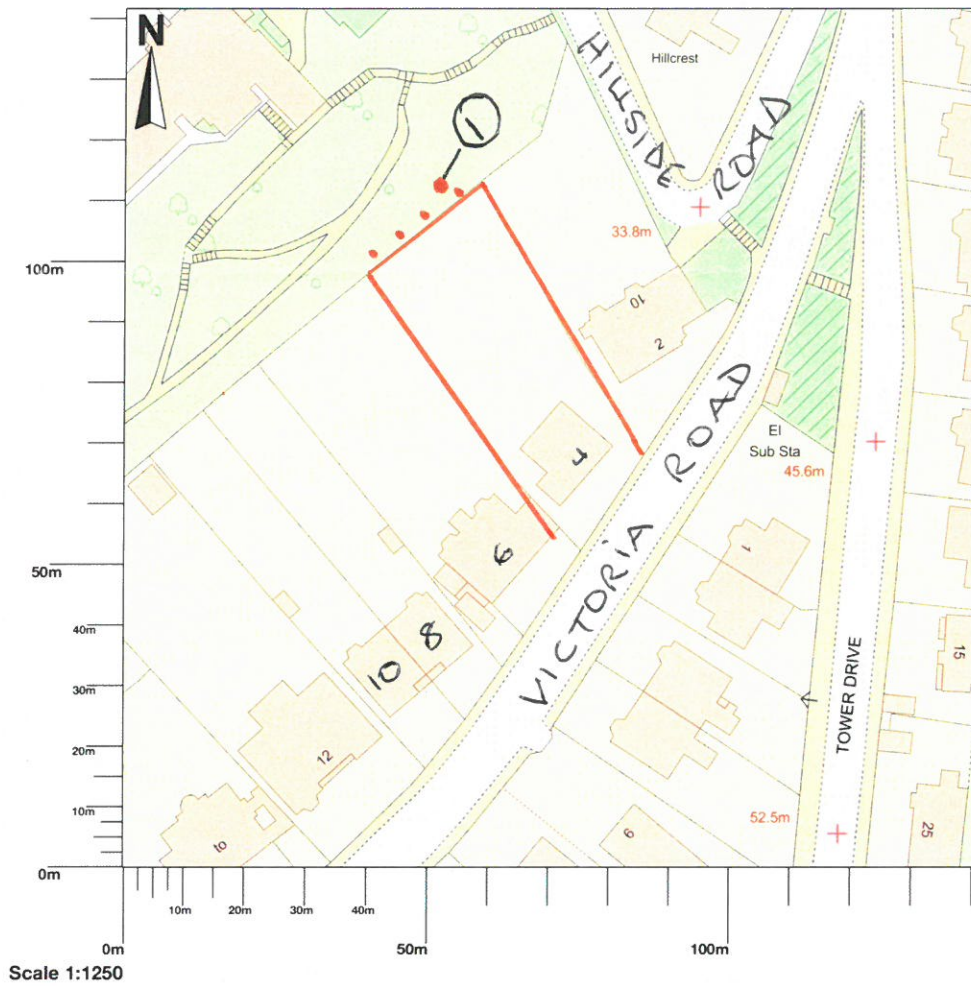 N
Hillcrest
HILLSIDE ROAD
1
33.8m
100m
10
2
VICTORIA ROAD
El
Sub Sta
45.6m
4
6
1
50m
8
10
40m
30m
20m
10m
0m
12
to
TOWER DRIVE
15
52.5m
9
25
10m
20m
30m
40m
0m
50m
100m
Scale 1:1250